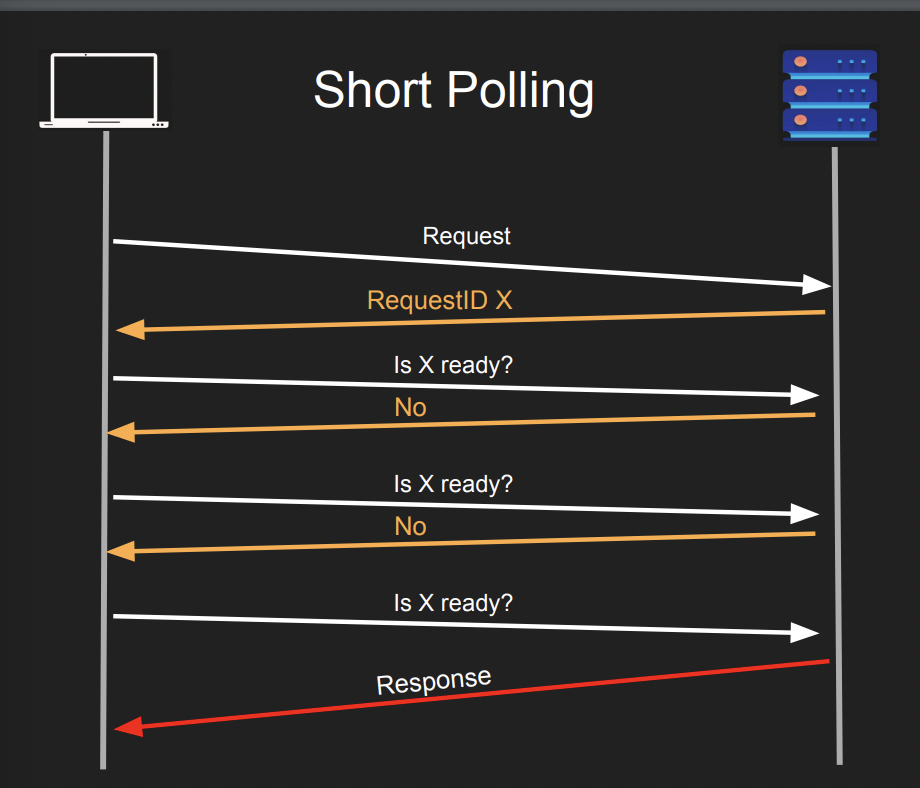 Short Polling
Request
RequestID X
Is X ready?
No
Is X ready?
No
Is X ready?
Response